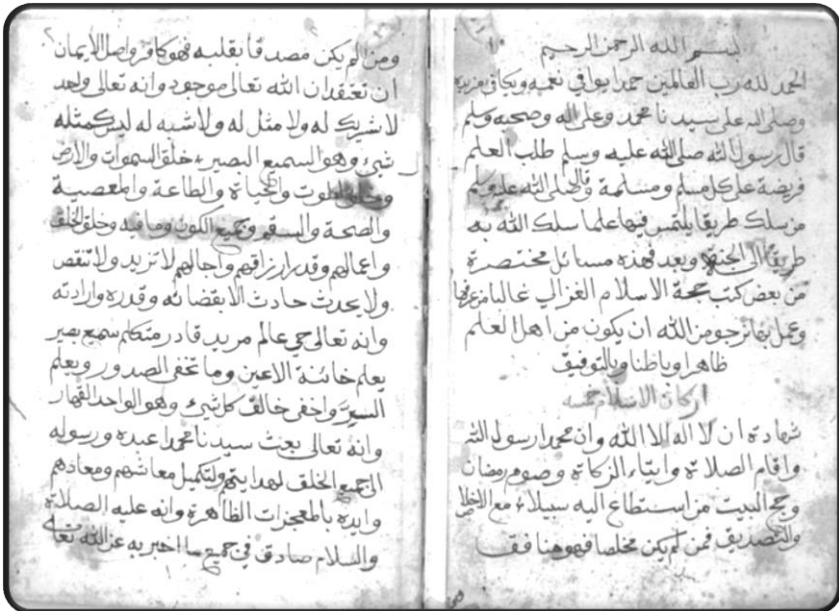 بسم الله الرحمن الرحيم
الحمد لله رب العالمين حمدا يوافي نعمه ويكافي مزيده
وصلى الله على سيدنا محمد وعلى اله وصحبه وسلم
قال رسول الله صلى الله عليه وسلم طلب العلم
فريضة على كل مسلم ومسلمة وقال صلى الله عليه وسلم
من سلك طريقا يلتمس فيها علما سلك الله به
طريقا الى الجنة وبعد فهذه مسائل مختصرة
من بعض كتب حجة الاسلام الغزالي غالبا من عرفها
وعمل بها نرجو من الله ان يكون من اهل العلم
ظاهرا وباطنا وبالتوفيق
اركان الاسلام خمسه
شهادة ان لا اله الا الله وان محمدا رسول الله
واقام الصلاة وايتاء الزكاة وصوم رمضان
وحج البيت من استطاع اليه سبيلا مع الاخلاص
والتصديق فمن لم يكن مخلصا فهو منافق
ومن لم يكن مصدقا بقلبه فهو كافر واصل الايمان
ان تعتقد ان الله تعالى موجود وانه تعالى واحد
لا شريك له ولا مثل له ولا شبه له ليس كمثله
شيء وهو السميع البصير خلق السموات والارض
وخلق الموت والحياة والطاعة والمعصية
والصحة والسقم وجميع الكون وما فيه وخلق الخلق
واعمالهم وقدر ارزاقهم واجالهم لا تزيد ولا تنقص
ولا يحدث حادث الا بقضائه وقدره وارادته
وانه تعالى حي عالم مريد قادر متكلم سميع بصير
يعلم خائنة الاعين وما تخفى الصدور ويعلم
السر واخفى خالق كل شيء وهو الواحد القهار
وانه تعالى بعث سيدنا محمدا عبده ورسوله
الى جميع الخلق لهدايتهم ولتكميل معاشهم ومعادهم
وايده بالمعجزات الظاهرة وانه عليه الصلاة
والسلام صادق في جميع ما اخبر به عن الله تعالى